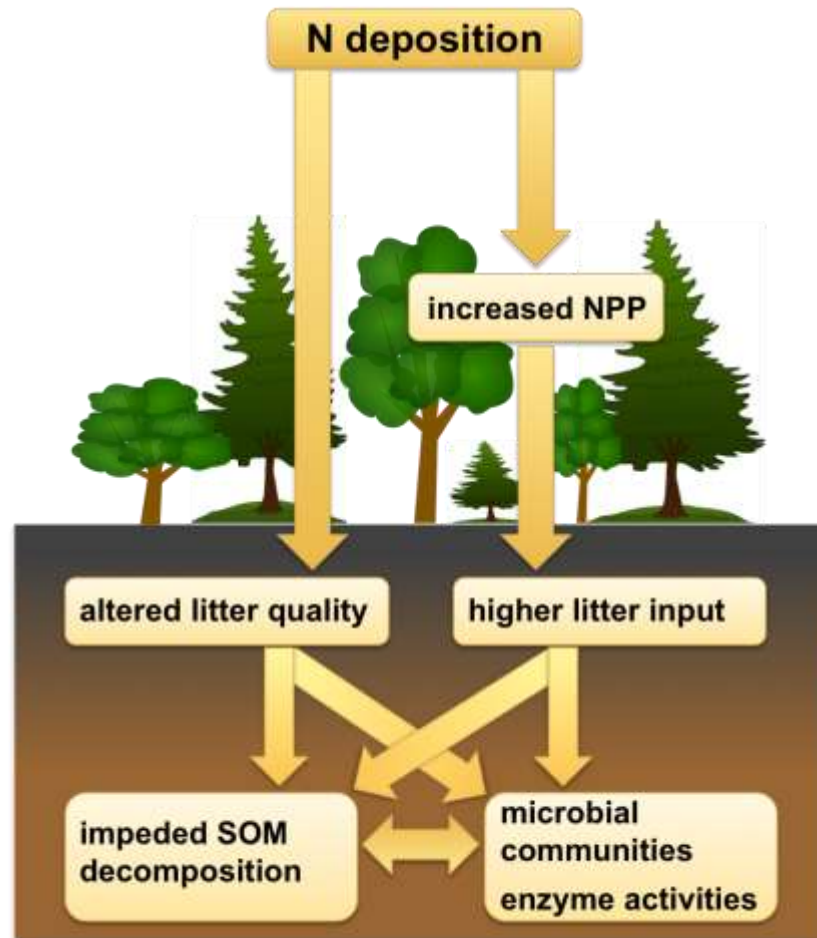 N deposition
increased NPP
altered litter quality
higher litter input
impeded SOM
decomposition
microbial
communities
enzyme activities